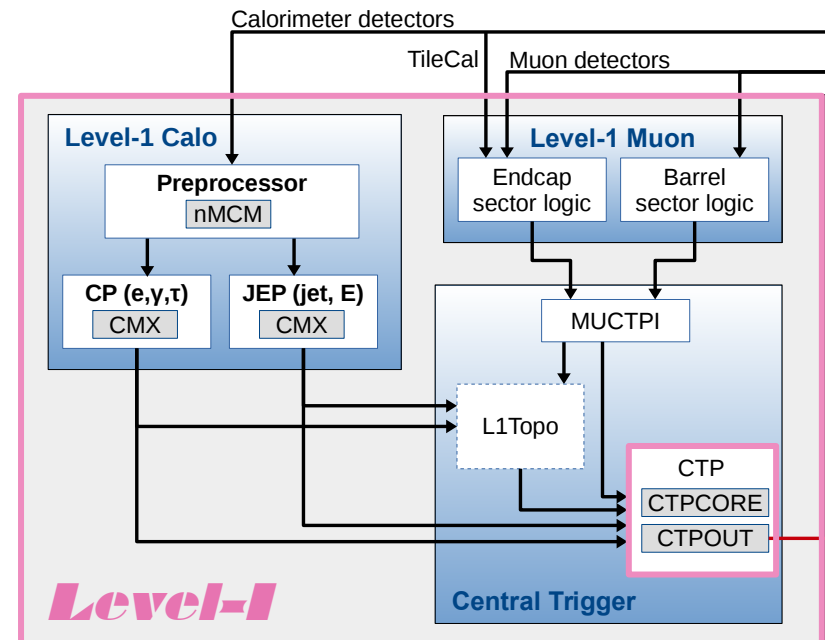 Calorimeter detectors
TileCal
Muon detectors
Level-1 Calo
Preprocessor
nMCM
CP (e,γ,τ)
CMX
JEP (jet, E)
CMX
Level-1 Muon
Endcap
sector logic
Barrel
sector logic
MUCTPI
L1Topo
CTP
CTPCORE
CTPOUT
Central Trigger
Level-1